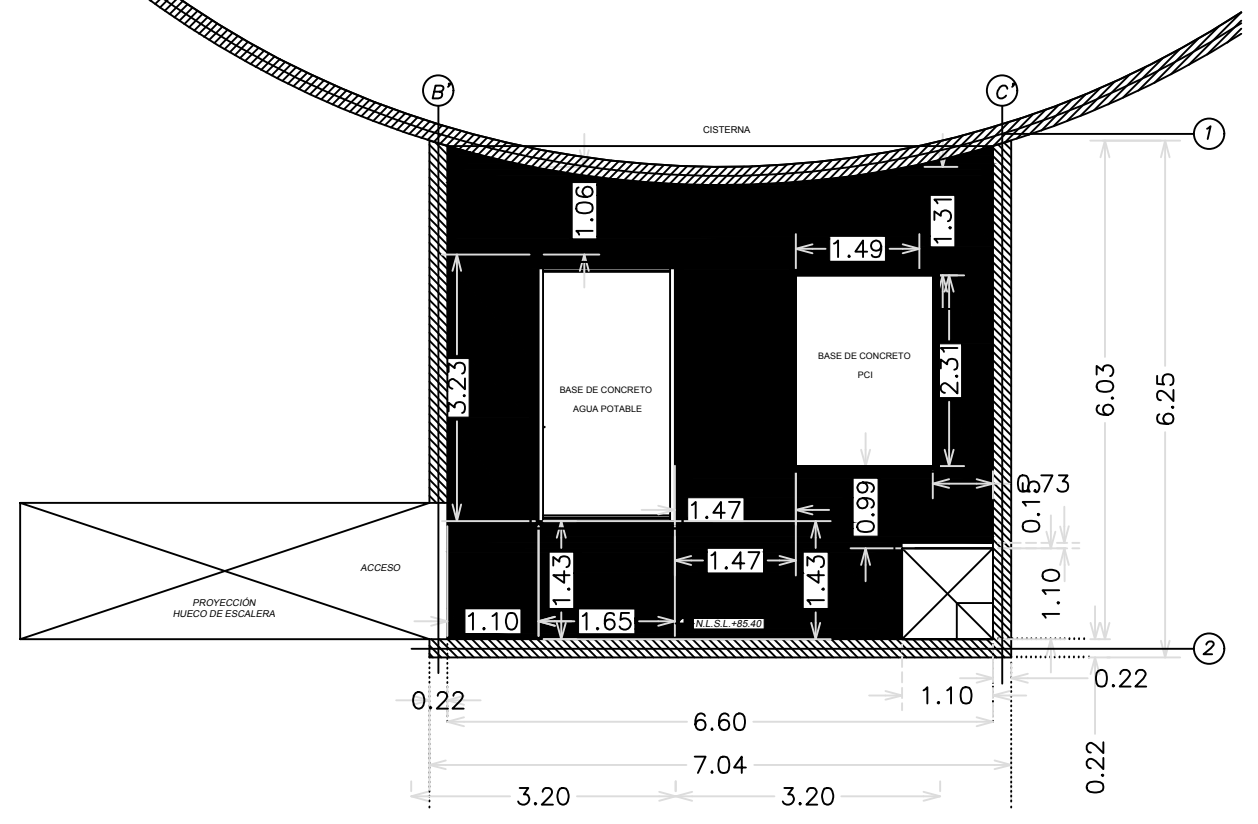 B'
C'
CISTERNA
1
1.06
1.31
1.49
3.23
BASE DE CONCRETO
AGUA POTABLE
BASE DE CONCRETO
PCI
2.31
6.03
6.25
0.73
0.15
0.99
1.47
1.47
1.43
1.43
ACCESO
PROYECCIÓN
HUECO DE ESCALERA
1.10
1.10
1.65
N.L.S.L.+85.40
2
0.22
1.10
0.22
6.60
7.04
0.22
3.20
3.20